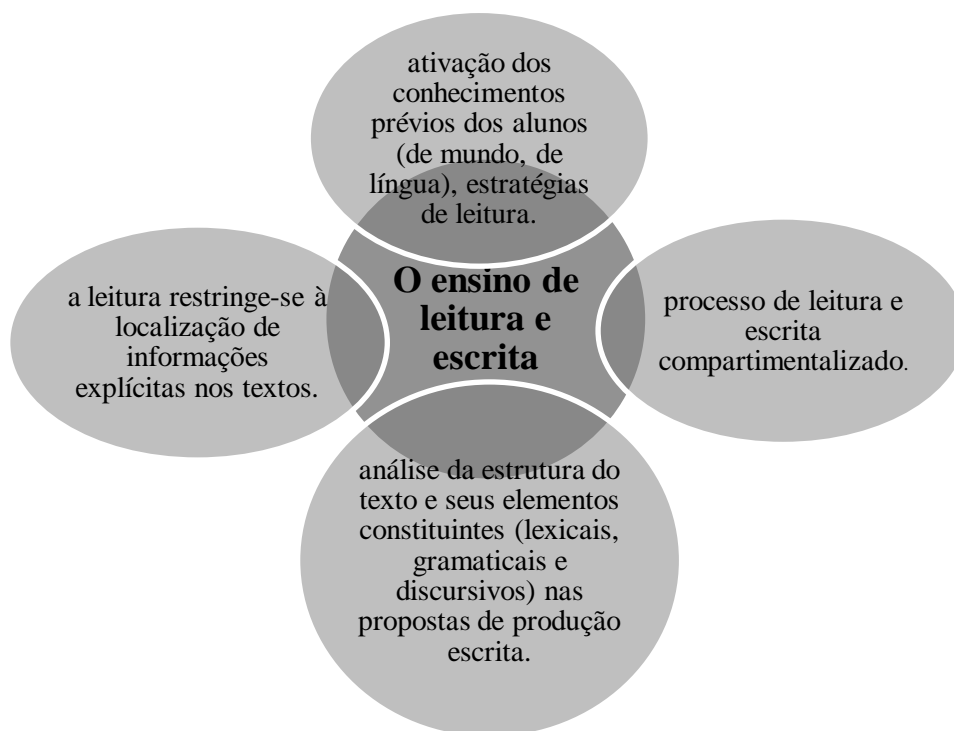 ativação dos
conhecimentos
prévios dos alunos
(de mundo, de
língua), estratégias
de leitura.
O ensino de
leitura e
escrita
a leitura restringe-se à
localização de
informações
explícitas nos textos.
processo de leitura e
escrita
compartimentalizado.
análise da estrutura do
texto e seus elementos
constituintes (lexicais,
gramaticais e
discursivos) nas
propostas de produção
escrita.